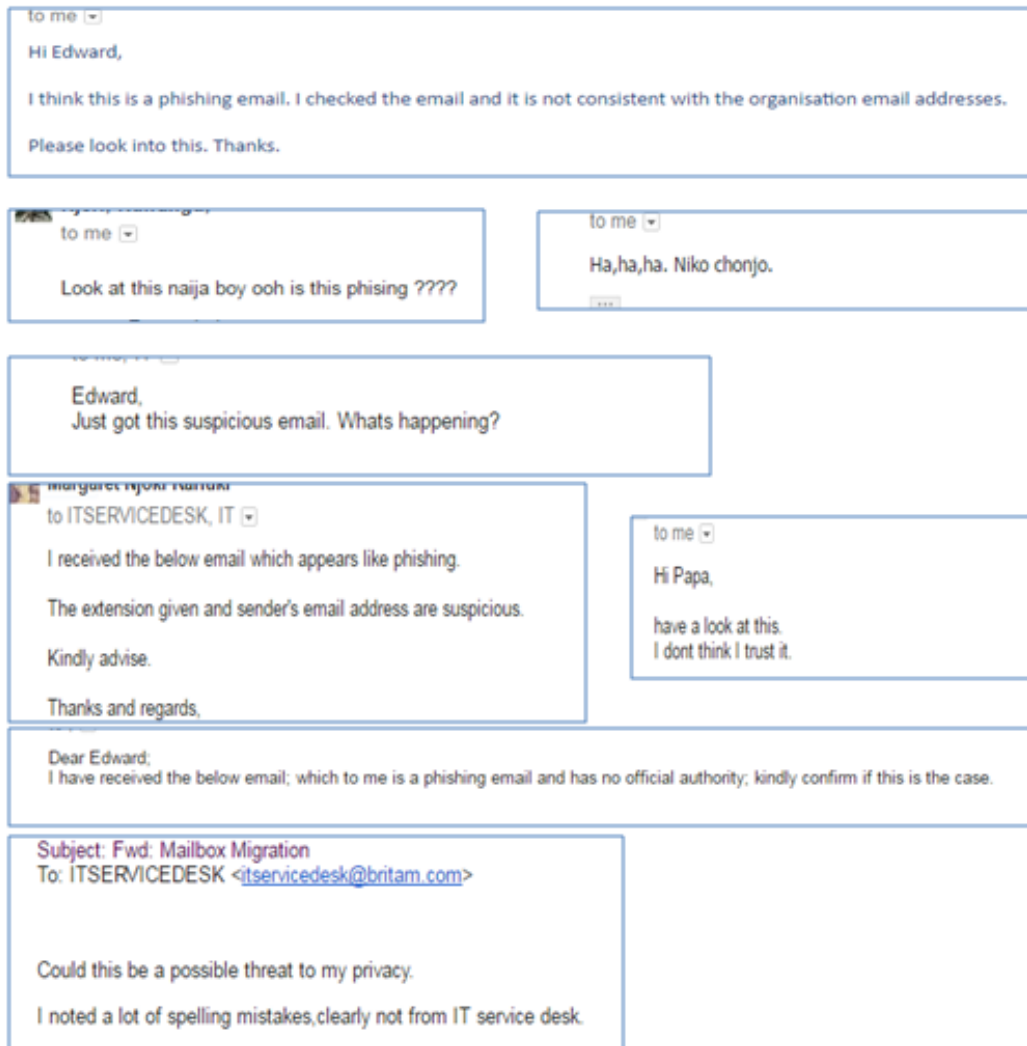 to me
Hi Edward,
I think this is a phishing email. I checked the email and it is not consistent with the organisation email addresses.
Please look into this. Thanks.
to me
Look at this naija boy ooh is this phising ????
to me
Ha,ha,ha. Niko chonjo.
...
Edward,
Just got this suspicious email. Whats happening?
Margaret Njoki Kariuki
to ITSERVICEDESK, IT
I received the below email which appears like phishing.
The extension given and sender's email address are suspicious.
Kindly advise.
Thanks and regards,
to me
Hi Papa,
have a look at this.
I dont think I trust it.
Dear Edward;
I have received the below email; which to me is a phishing email and has no official authority; kindly confirm if this is the case.
Subject: Fwd: Mailbox Migration
To: ITSERVICEDESK <itservicedesk@britam.com>
Could this be a possible threat to my privacy.
I noted a lot of spelling mistakes,clearly not from IT service desk.